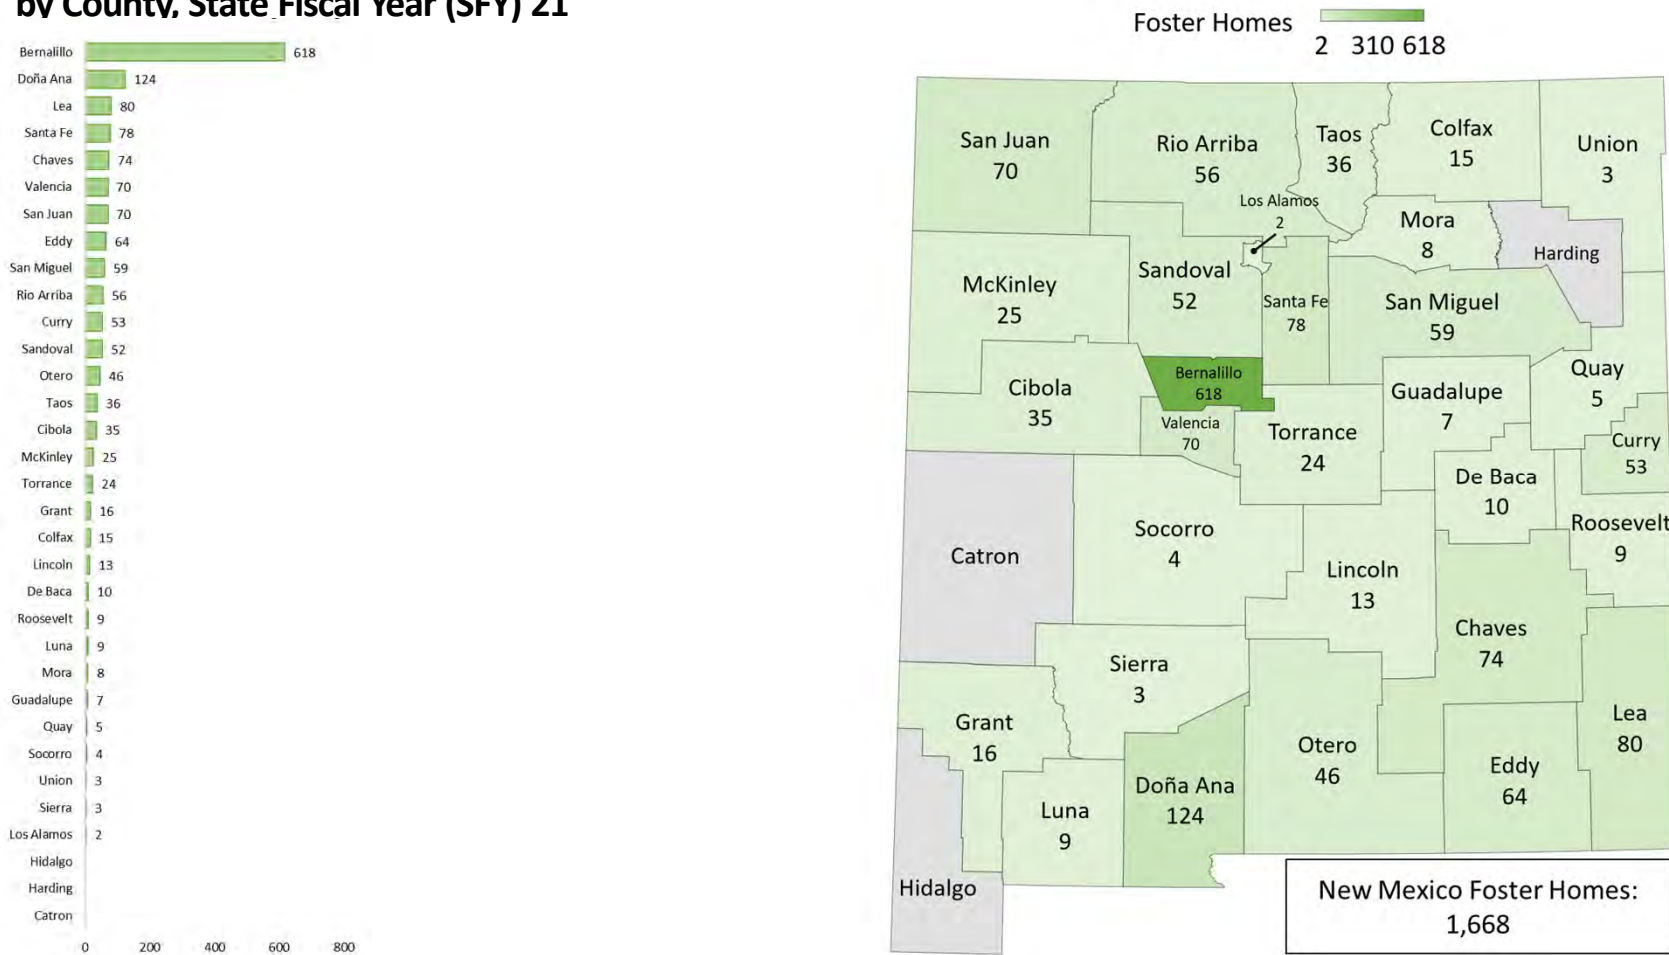 by County, State Fiscal Year (SFY) 21
Bernalillo 618
Doña Ana 124
Lea 80
Santa Fe 78
Chaves 74
Valencia 70
San Juan 70
Eddy 64
San Miguel 59
Rio Arriba 56
Curry 53
Sandoval 52
Otero 46
Taos 36
Cibola 35
McKinley 25
Torrance 24
Grant 16
Colfax 15
Lincoln 13
De Baca 10
Roosevelt 9
Luna 9
Mora 8
Guadalupe 7
Quay 5
Socorro 4
Union 3
Sierra 3
Los Alamos 2
Hidalgo
Harding
Catron
0 200 400 600 800
Foster Homes
2 310 618
San Juan
70
Rio Arriba
56
Taos
36
Colfax
15
Union
3
Los Alamos
2
Mora
8
Harding
McKinley
25
Sandoval
52
Santa Fe
78
San Miguel
59
Bernalillo
618
Cibola
35
Valencia
70
Torrance
24
Guadalupe
7
Quay
5
Curry
53
De Baca
10
Roosevelt
9
Catron
Socorro
4
Lincoln
13
Chaves
74
Sierra
3
Grant
16
Lea
80
Otero
46
Eddy
64
Doña Ana
124
Luna
9
Hidalgo
New Mexico Foster Homes:
1,668